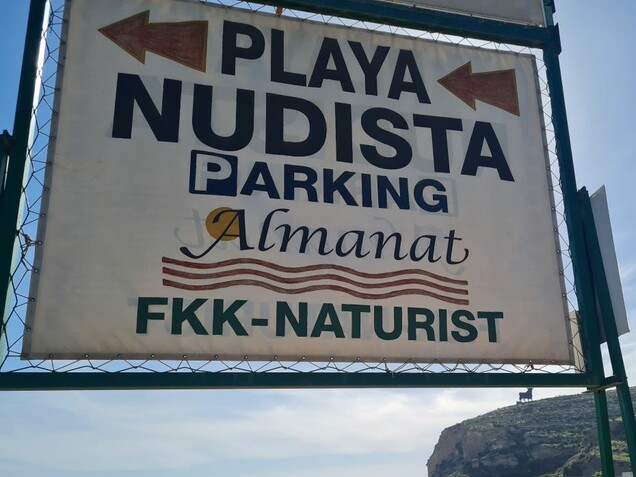 PLAYA
NUDISTA
PARKING
Almanat
FKK-NATURIST